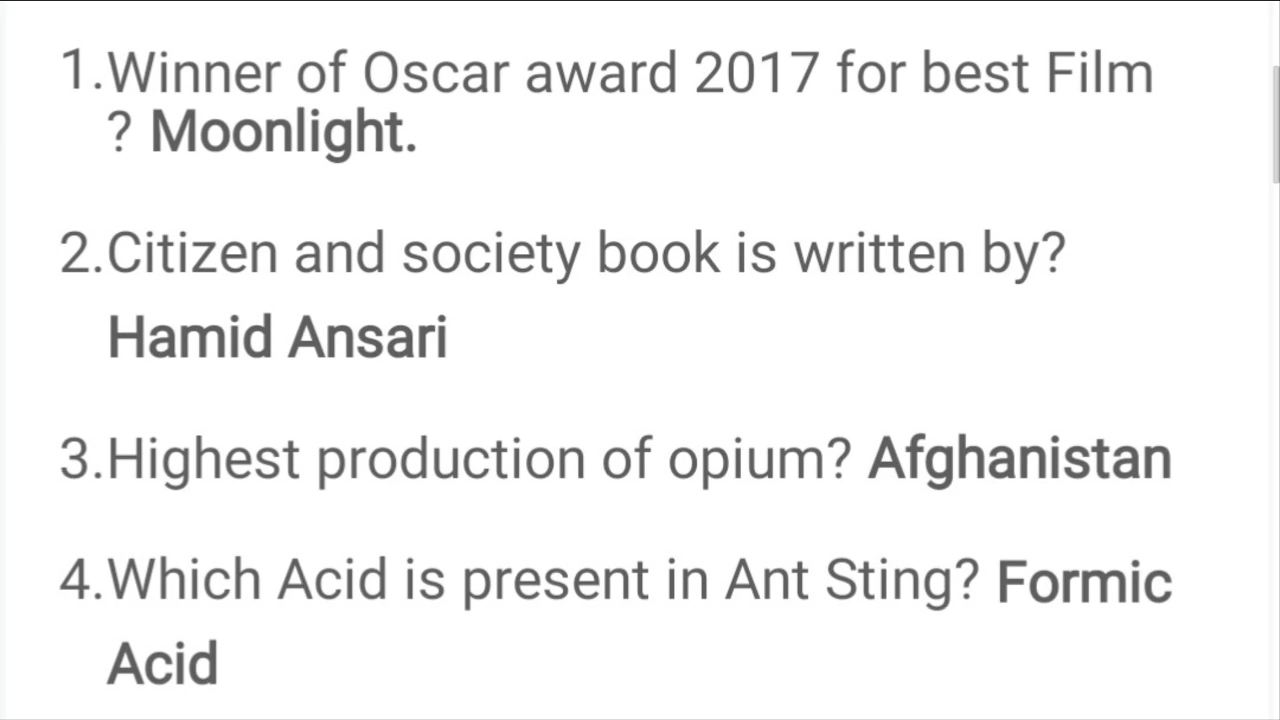 1.Winner of Oscar award 2017 for best Film
? Moonlight.
2.Citizen and society book is written by?
Hamid Ansari
3.Highest production of opium? Afghanistan
4.Which Acid is present in Ant Sting? Formic
Acid